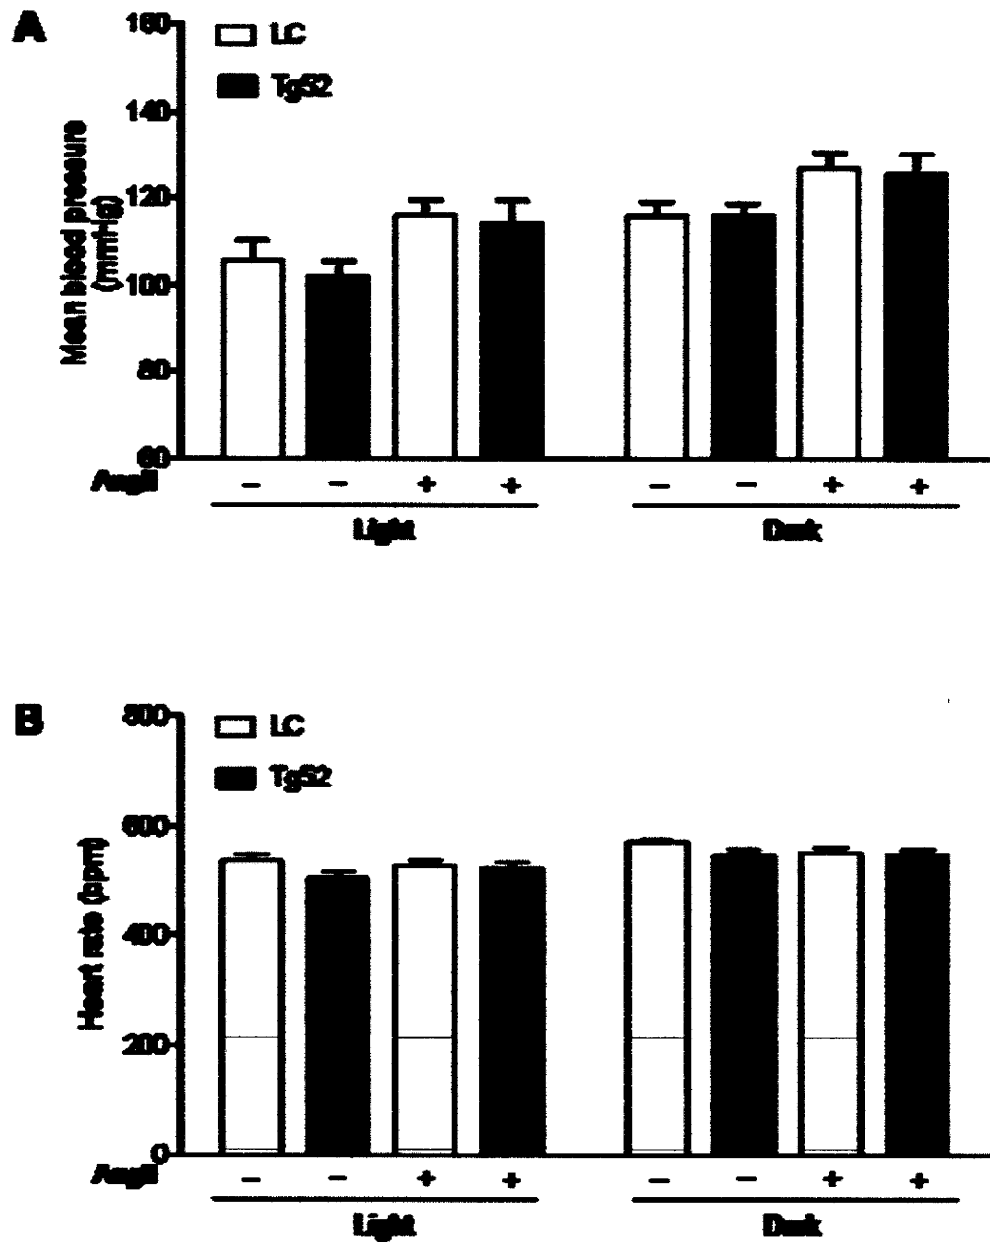 A
160
LC
Tg52
140
Mean blood pressure
(mmHg)
120
100
80
60
AngII − − + + − − + +
Light Dark
B
800
LC
Tg52
600
Heart rate (bpm)
400
200
0
AngII − − + + − − + +
Light Dark